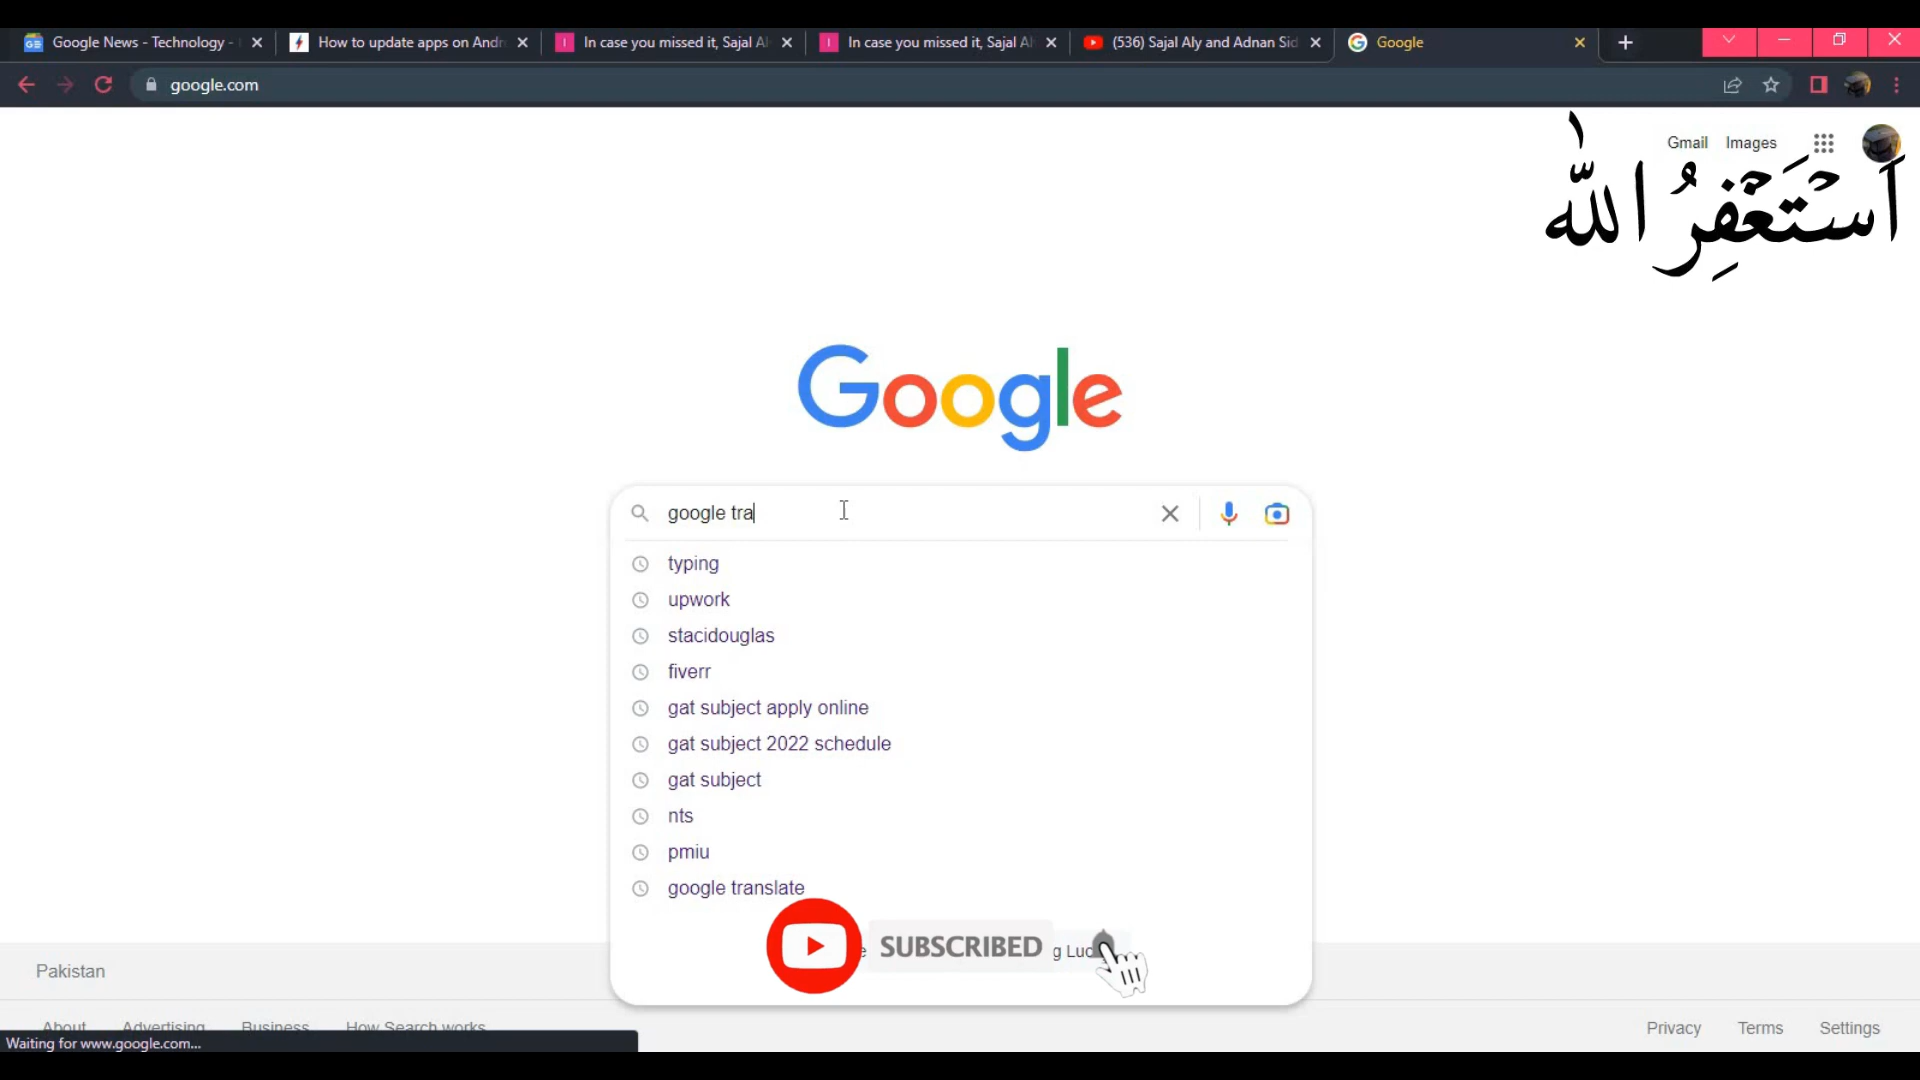 Google News - Technology -
How to update apps on Andr
In case you missed it, Sajal Al
In case you missed it, Sajal Al
(536) Sajal Aly and Adnan Sid
Google
google.com
Gmail
Images
اَسْتَغْفِرُ اللّٰه
Google
google tra
typing
upwork
stacidouglas
fiverr
gat subject apply online
gat subject 2022 schedule
gat subject
nts
pmiu
google translate
SUBSCRIBED
g Luc
Pakistan
About
Advertising
Business
How Search works
Privacy
Terms
Settings
Waiting for www.google.com...